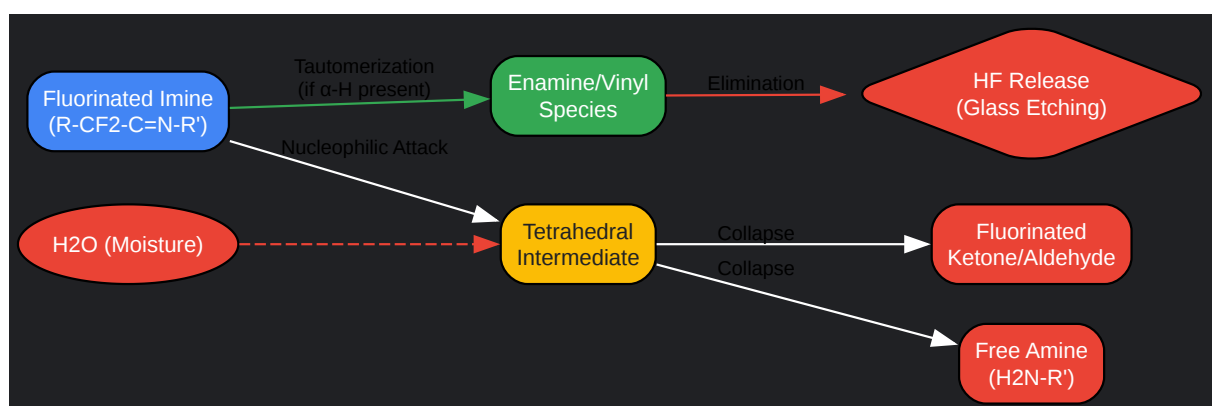 Fluorinated Imine
(R-CF2-C=N-R')
Tautomerization
(if α-H present)
Enamine/Vinyl
Species
Elimination
HF Release
(Glass Etching)
Nucleophilic Attack
H2O (Moisture)
Tetrahedral
Intermediate
Collapse
Fluorinated
Ketone/Aldehyde
Collapse
Free Amine
(H2N-R')